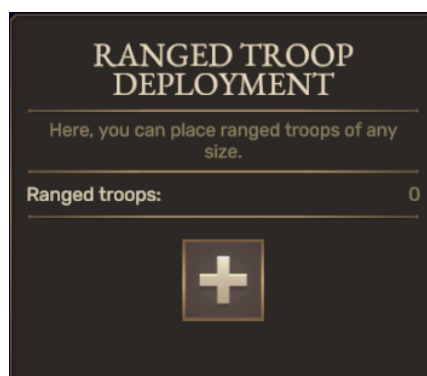 RANGED TROOP
DEPLOYMENT
Here, you can place ranged troops of any
size.
Ranged troops: 0